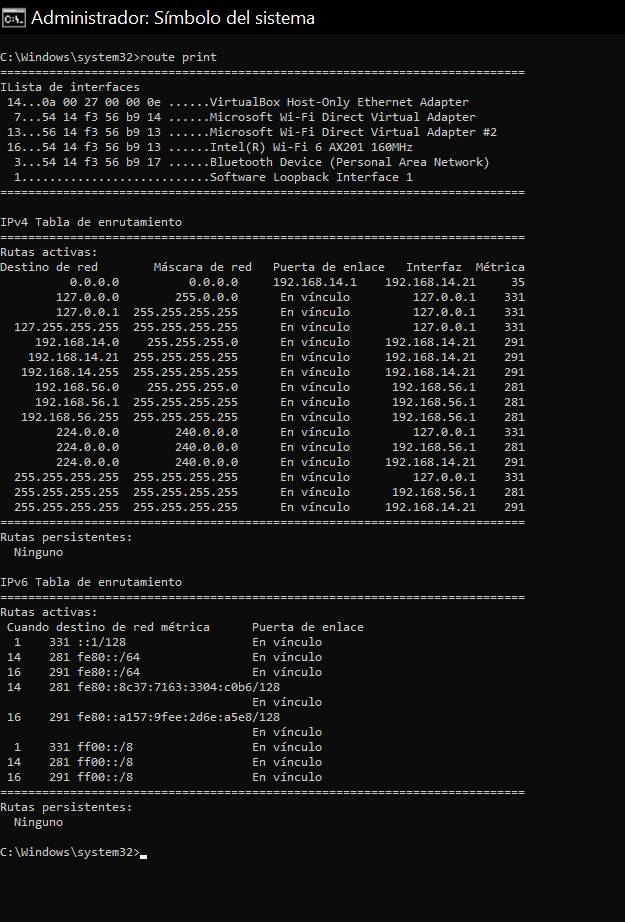 Administrador: Símbolo del sistema
C:\Windows\system32>route print
===========================================================================
ILista de interfaces
 14...0a 00 27 00 00 0e ......VirtualBox Host-Only Ethernet Adapter
  7...54 14 f3 56 b9 14 ......Microsoft Wi-Fi Direct Virtual Adapter
 13...56 14 f3 56 b9 13 ......Microsoft Wi-Fi Direct Virtual Adapter #2
 16...54 14 f3 56 b9 13 ......Intel(R) Wi-Fi 6 AX201 160MHz
  3...54 14 f3 56 b9 17 ......Bluetooth Device (Personal Area Network)
  1...........................Software Loopback Interface 1
===========================================================================
IPv4 Tabla de enrutamiento
===========================================================================
Rutas activas:
Destino de red        Máscara de red   Puerta de enlace   Interfaz  Métrica
          0.0.0.0          0.0.0.0     192.168.14.1    192.168.14.21     35
        127.0.0.0        255.0.0.0      En vínculo         127.0.0.1    331
        127.0.0.1  255.255.255.255      En vínculo         127.0.0.1    331
  127.255.255.255  255.255.255.255      En vínculo         127.0.0.1    331
     192.168.14.0    255.255.255.0      En vínculo     192.168.14.21    291
    192.168.14.21  255.255.255.255      En vínculo     192.168.14.21    291
   192.168.14.255  255.255.255.255      En vínculo     192.168.14.21    291
     192.168.56.0    255.255.255.0      En vínculo      192.168.56.1    281
     192.168.56.1  255.255.255.255      En vínculo      192.168.56.1    281
   192.168.56.255  255.255.255.255      En vínculo      192.168.56.1    281
        224.0.0.0        240.0.0.0      En vínculo         127.0.0.1    331
        224.0.0.0        240.0.0.0      En vínculo      192.168.56.1    281
        224.0.0.0        240.0.0.0      En vínculo     192.168.14.21    291
  255.255.255.255  255.255.255.255      En vínculo         127.0.0.1    331
  255.255.255.255  255.255.255.255      En vínculo      192.168.56.1    281
  255.255.255.255  255.255.255.255      En vínculo     192.168.14.21    291
===========================================================================
Rutas persistentes:
  Ninguno
IPv6 Tabla de enrutamiento
===========================================================================
Rutas activas:
 Cuando destino de red métrica      Puerta de enlace
  1    331 ::1/128                  En vínculo
 14    281 fe80::/64                En vínculo
 16    291 fe80::/64                En vínculo
 14    281 fe80::8c37:7163:3304:c0b6/128
                                    En vínculo
 16    291 fe80::a157:9fee:2d6e:a5e8/128
                                    En vínculo
  1    331 ff00::/8                 En vínculo
 14    281 ff00::/8                 En vínculo
 16    291 ff00::/8                 En vínculo
===========================================================================
Rutas persistentes:
  Ninguno
C:\Windows\system32>